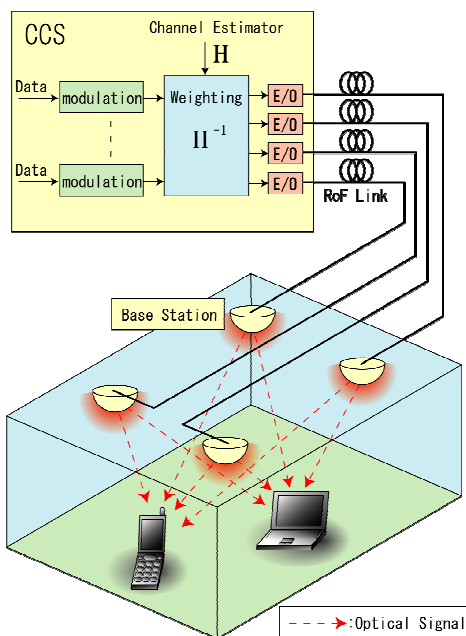 CCS
Channel Estimator
H
Data
modulation
Weighting
H⁻¹
Data
modulation
E/O
E/O
E/O
E/O
RoF Link
Base Station
:Optical Signal